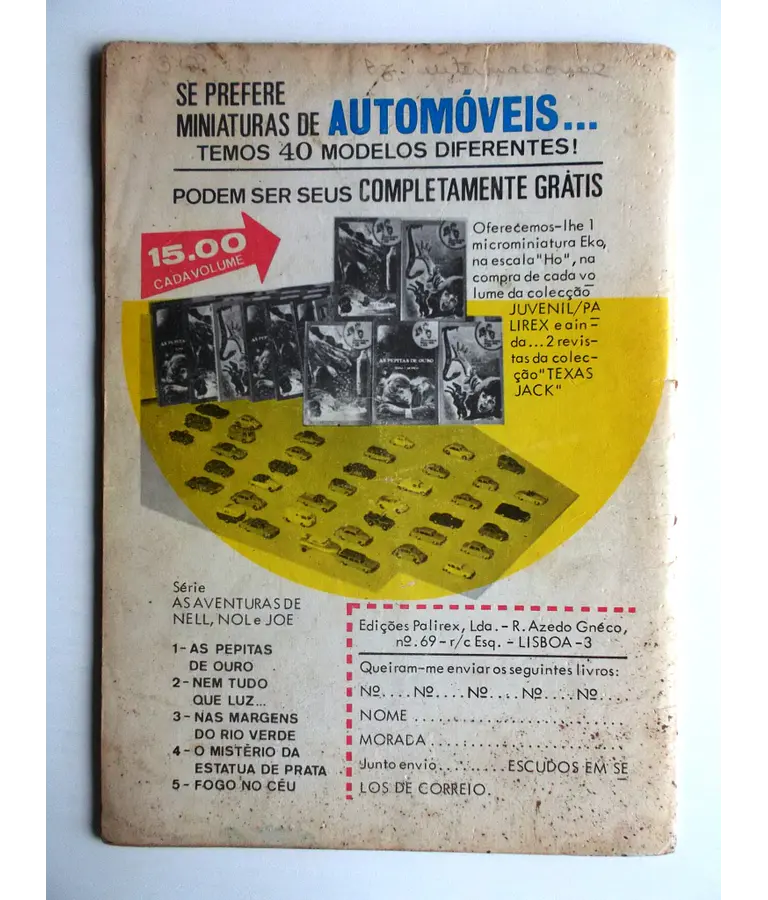 Internacional
SE PREFERE
MINIATURAS DE AUTOMÓVEIS...
TEMOS 40 MODELOS DIFERENTES!
PODEM SER SEUS COMPLETAMENTE GRÁTIS
15.00
CADA VOLUME
Oferecemos-lhe 1
microminiatura Eko,
na escala "Ho", na
compra de cada vo
lume da colecção
JUVENIL/PA
LIREX e ain-
da...2 revis-
tas da colec-
ção "TEXAS
JACK"
AS PEPITAS DE OURO
Série
AS AVENTURAS DE
NELL, NOL e JOE
1- AS PEPITAS
DE OURO
2- NEM TUDO
QUE LUZ...
3- NAS MARGENS
DO RIO VERDE
4- O MISTÉRIO DA
ESTATUA DE PRATA
5- FOGO NO CÉU
Edições Palirex, Lda. - R. Azedo Gnéco,
nº. 69 - r/c Esq. - LISBOA - 3
Queiram-me enviar os seguintes livros:
Nº.... Nº.... Nº.... Nº.... Nº....
NOME ..........................
MORADA ........................
Junto envio.......... ESCUDOS EM SE
LOS DE CORREIO.